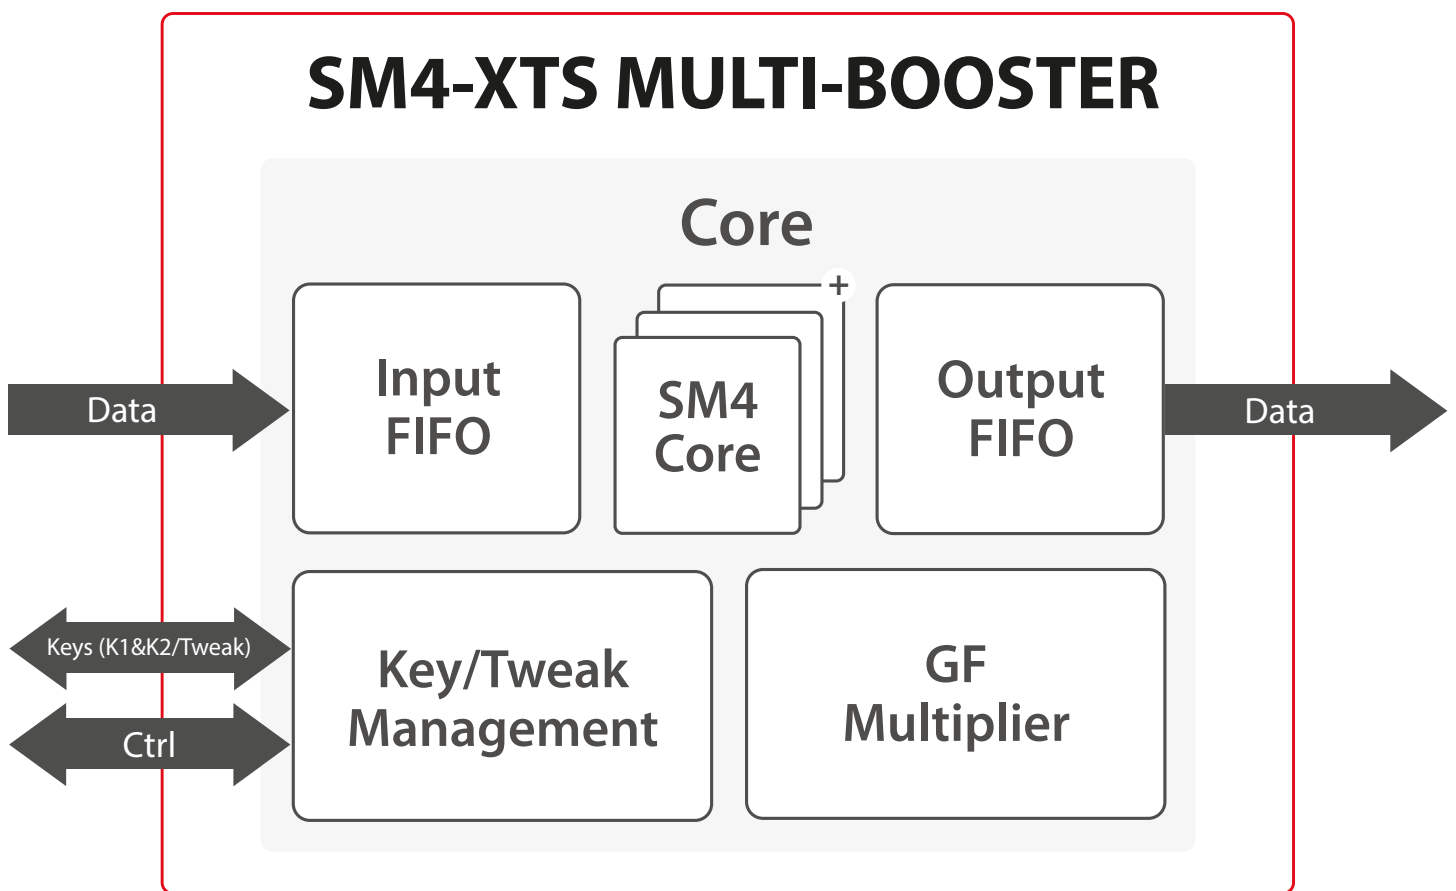 SM4-XTS MULTI-BOOSTER
Core
+
Input
FIFO
SM4
Core
Output
FIFO
Data
Data
Keys (K1&K2/Tweak)
Ctrl
Key/Tweak
Management
GF
Multiplier